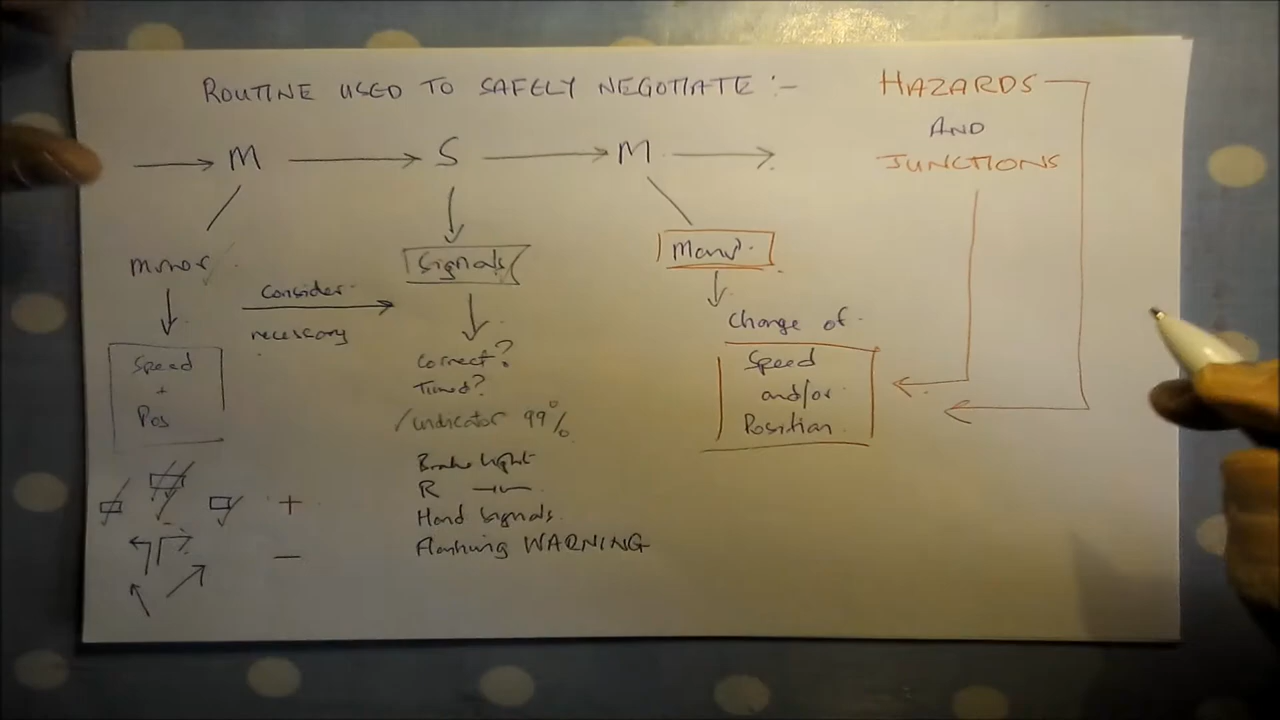 ROUTINE USED TO SAFELY NEGOTIATE :-
HAZARDS
AND
JUNCTIONS
M S M
mirror
Speed
+
Pos
+
-
Consider
necessary
Signals
Correct?
Timed?
/indicator 99%
Brake light
R
Hand signals
Flashing WARNING
Change of
Speed
and/or
Position